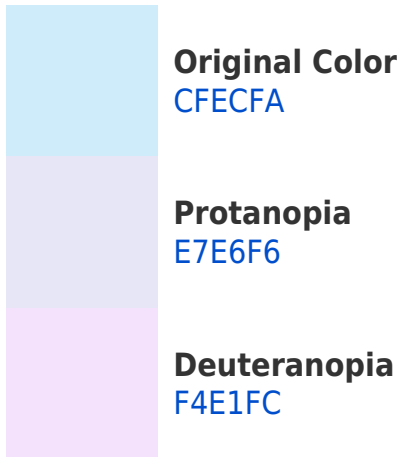 Original Color
CFECFA
Protanopia
E7E6F6
Deuteranopia
F4E1FC